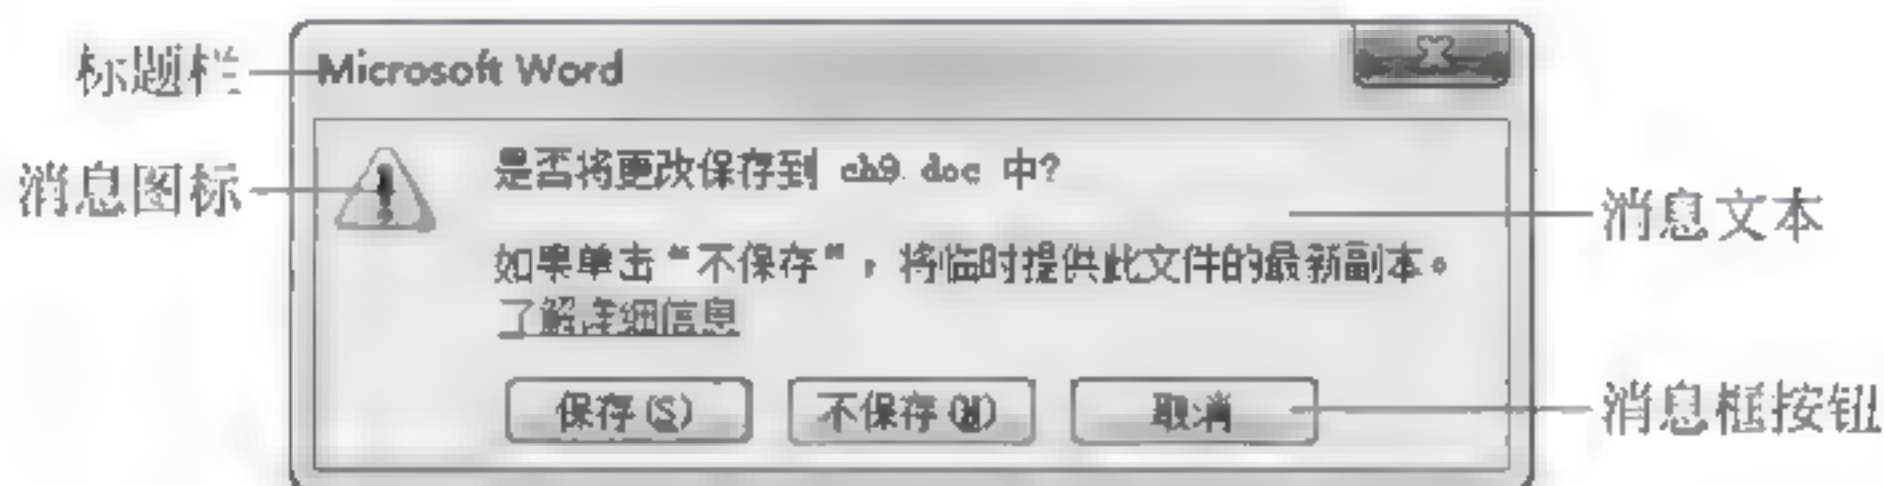 标题栏
Microsoft Word
消息图标
是否将更改保存到 ch9.doc 中?
消息文本
如果单击“不保存”,将临时提供此文件的最新副本。
了解详细信息
保存(S)
不保存(N)
取消
消息框按钮